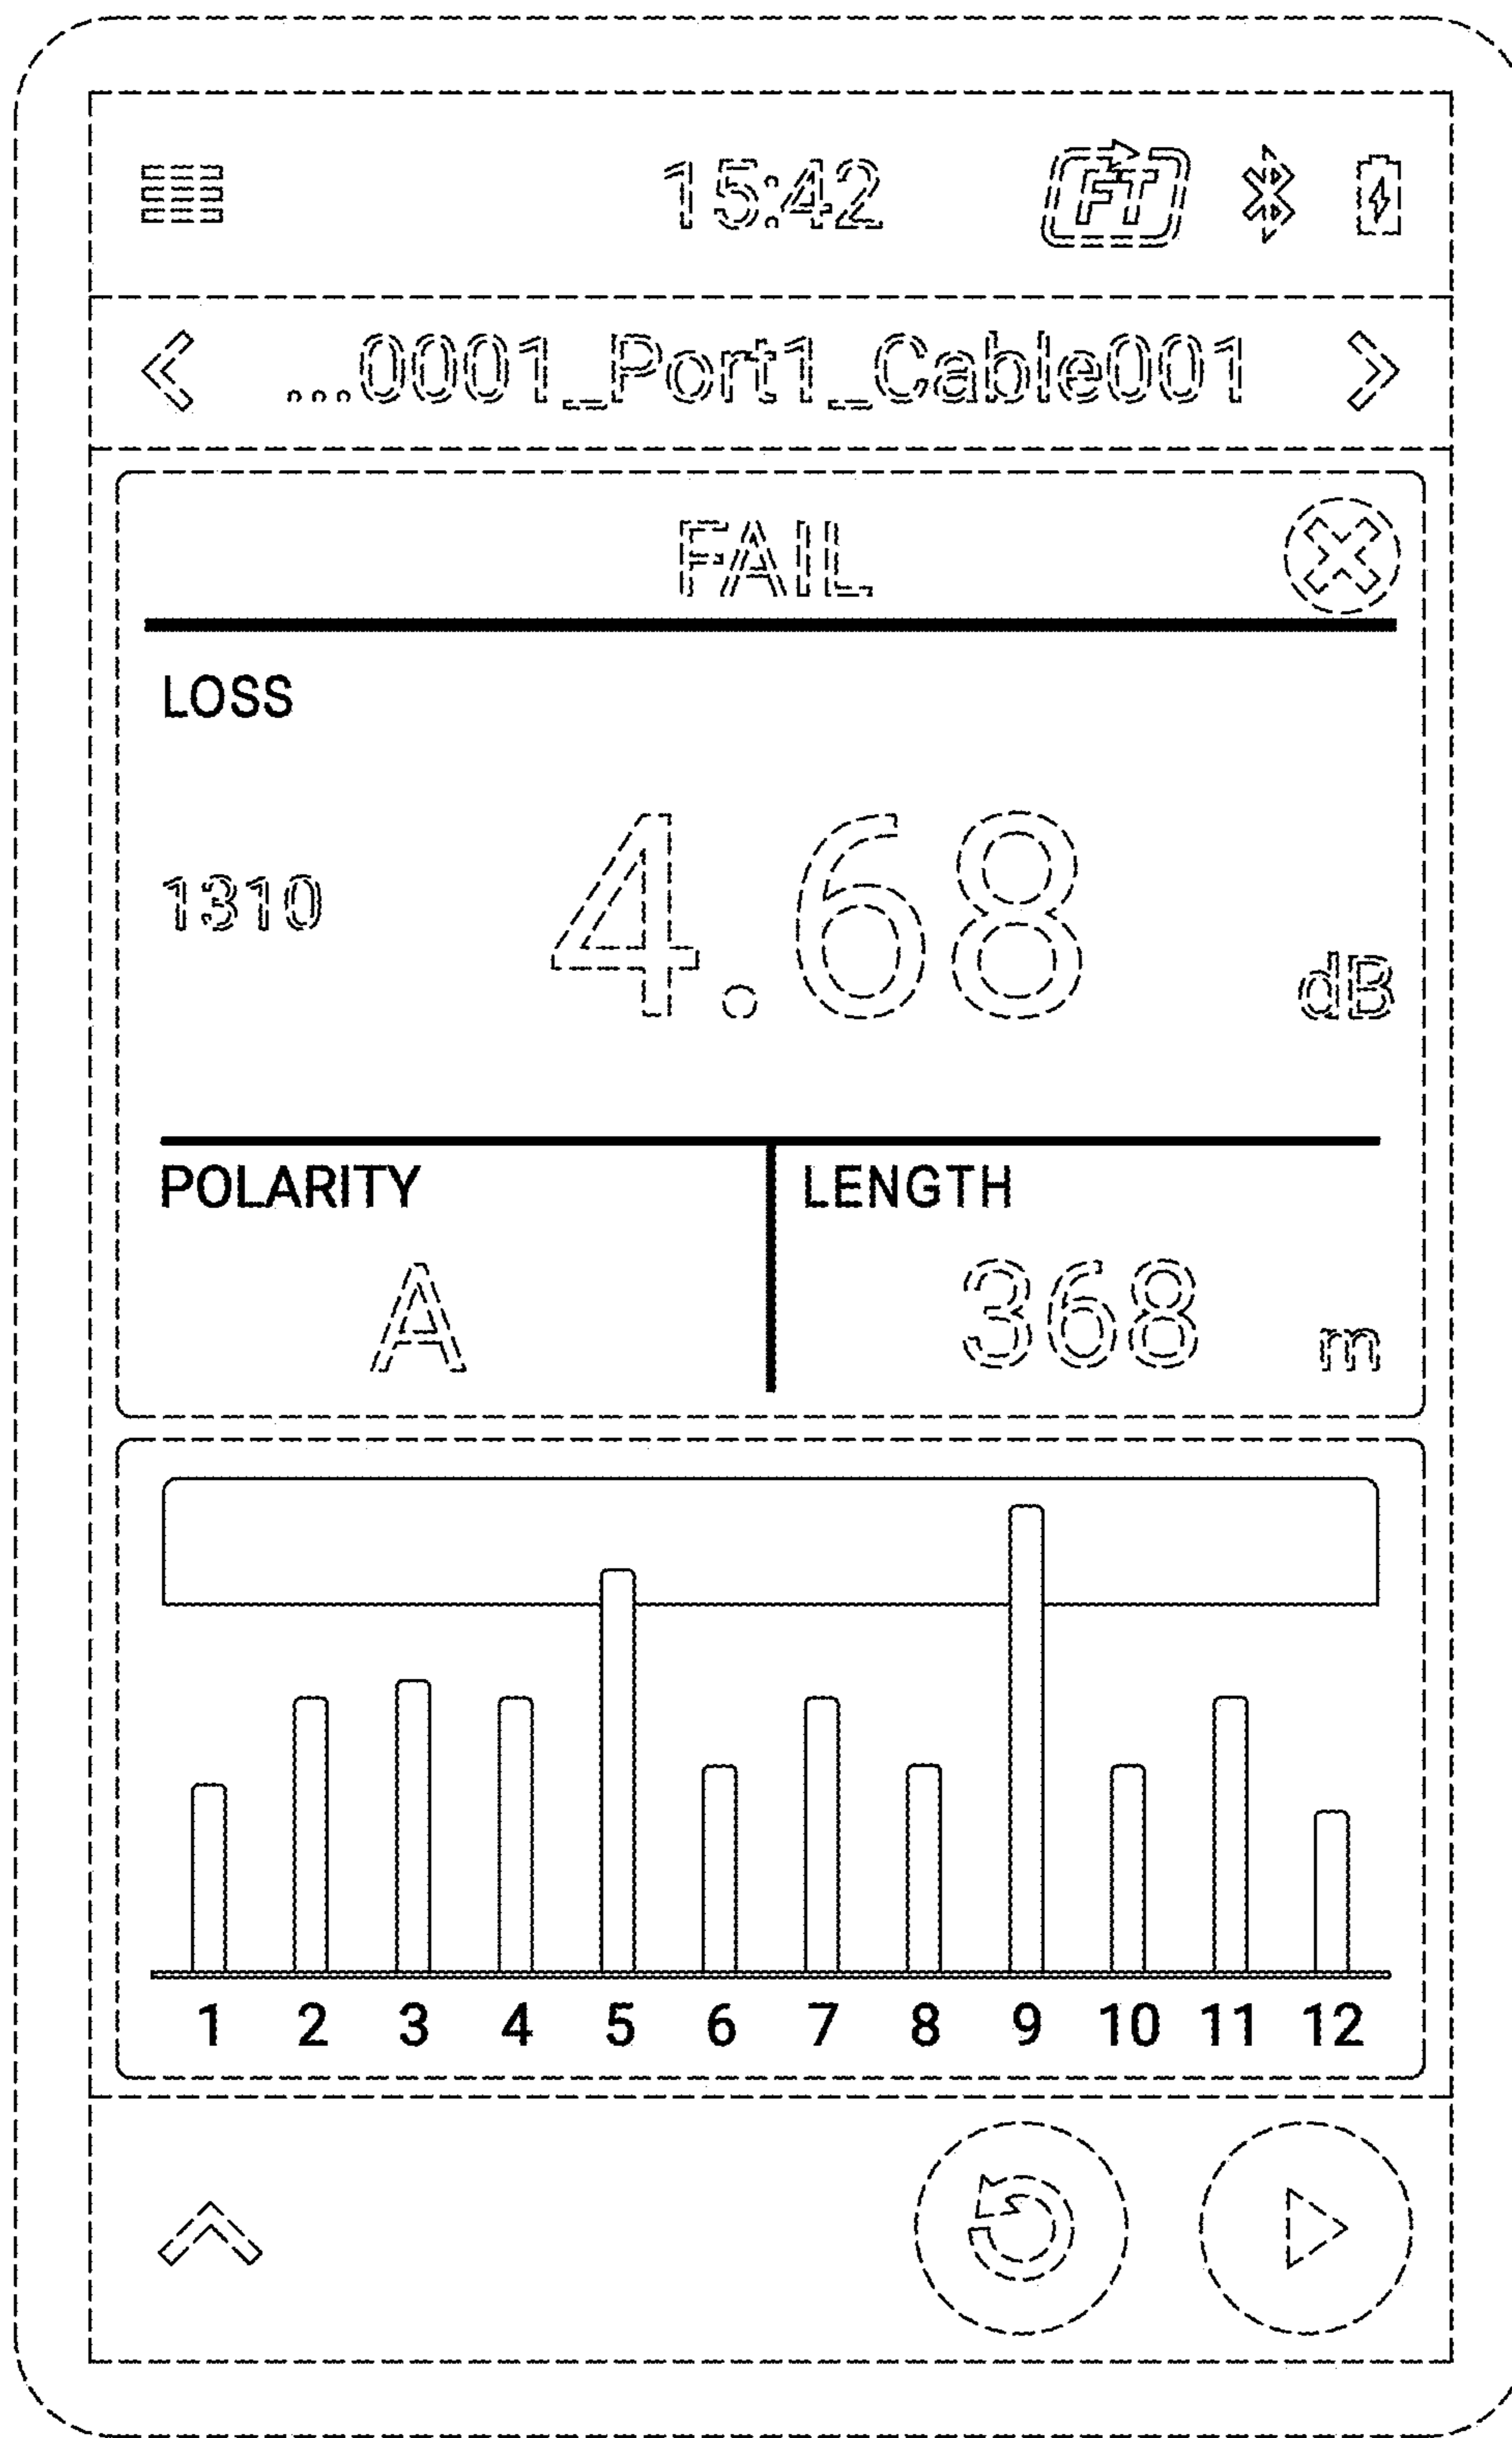 15:42 FT
...0001_Port1_Cable001
FAIL
LOSS
1310 4.68 dB
POLARITY LENGTH
A 368 m
1 2 3 4 5 6 7 8 9 10 11 12